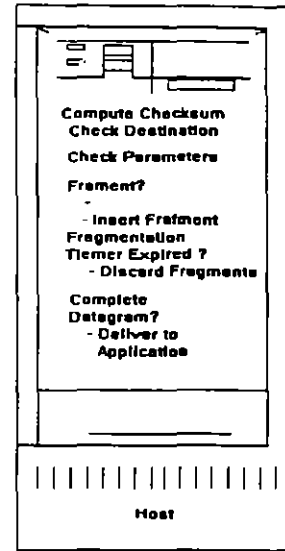 Compute Checksum
Check Destination
Check Parameters
Frament?
-
- Insert Fratmont
Fragmentation
Tiemer Expired ?
- Discard Fragments
Complete
Datagram?
- Deliver to
Application
Host